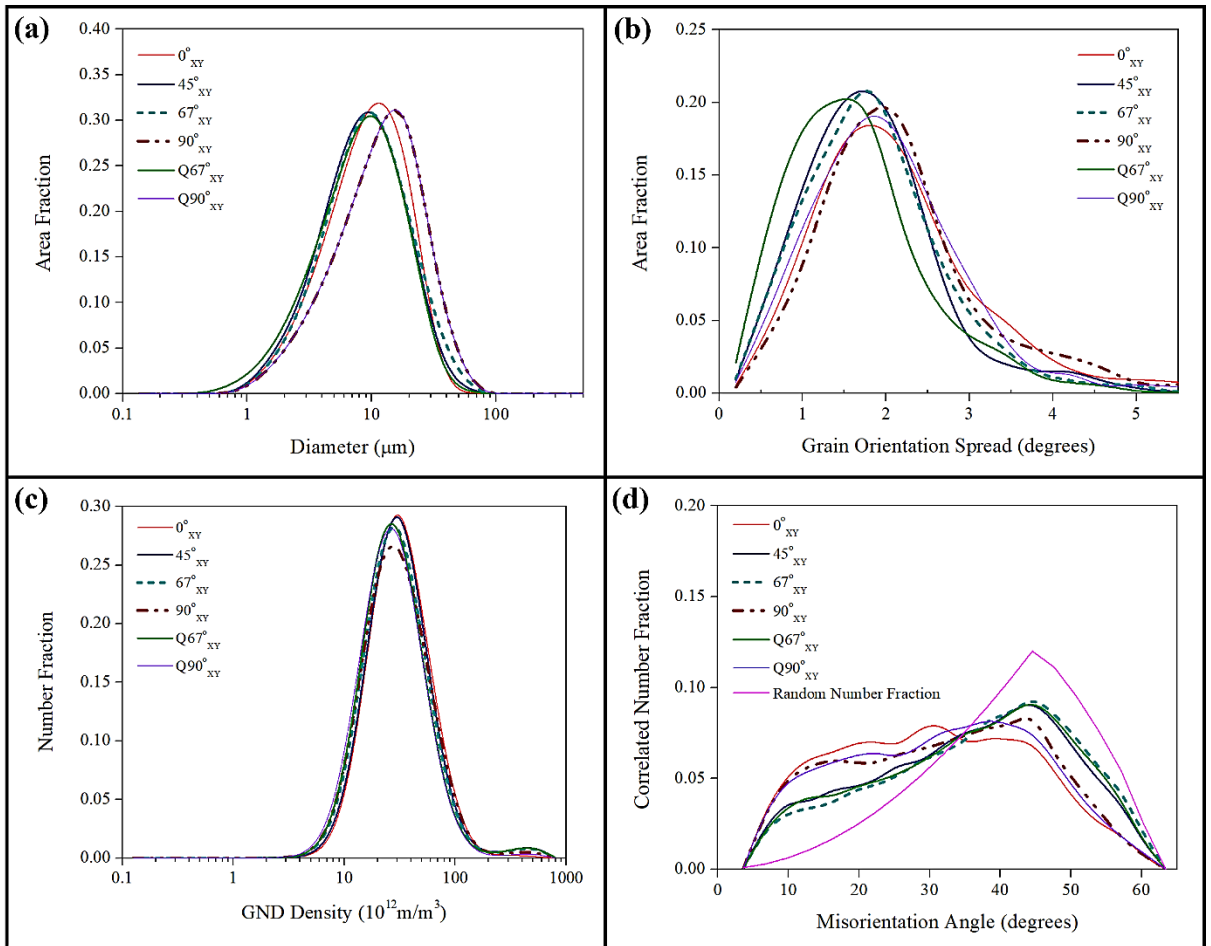 (a)
0.40
0.35
0.30
0.25
0.20
0.15
0.10
0.05
0.00
Area Fraction
0°XY
45°XY
67°XY
90°XY
Q67°XY
Q90°XY
0.1 1 10 100
Diameter (μm)
(b)
0.25
0.20
0.15
0.10
0.05
0.00
Area Fraction
0°XY
45°XY
67°XY
90°XY
Q67°XY
Q90°XY
1 2 3 4 5
Grain Orientation Spread (degrees)
(c)
0.30
0.25
0.20
0.15
0.10
0.05
0.00
Number Fraction
0°XY
45°XY
67°XY
90°XY
Q67°XY
Q90°XY
0.1 1 10 100 1000
GND Density (10¹²m/m³)
(d)
0.20
0.15
0.10
0.05
0.00
Correlated Number Fraction
0°XY
45°XY
67°XY
90°XY
Q67°XY
Q90°XY
Random Number Fraction
0 10 20 30 40 50 60
Misorientation Angle (degrees)